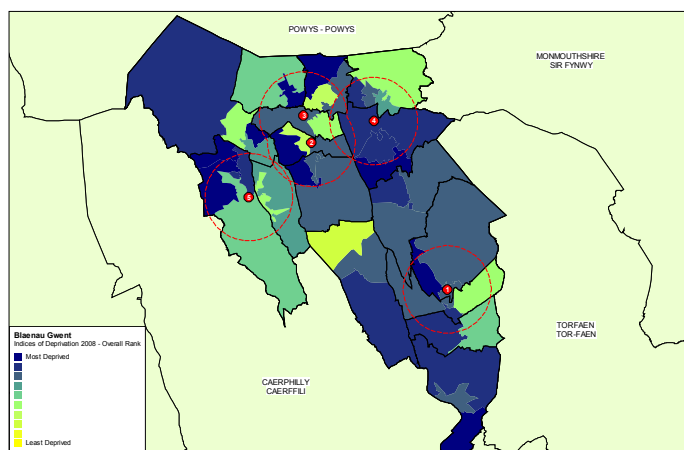 POWYS - POWYS
MONMOUTHSHIRE
SIR FYNWY
3
4
2
5
1
TORFAEN
TOR-FAEN
CAERPHILLY
CAERFFILI
Blaenau Gwent
Indices of Deprivation 2008 - Overall Rank
Most Deprived
Least Deprived